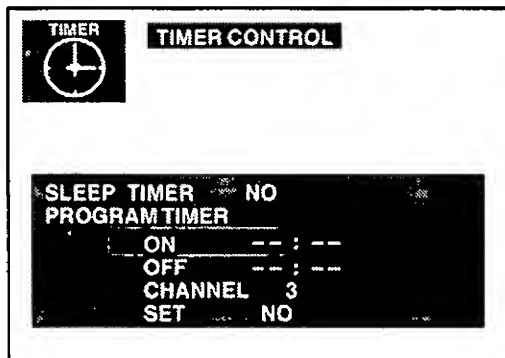 TIMER
TIMER CONTROL
SLEEP TIMER NO
PROGRAM TIMER
ON --:--
OFF --:--
CHANNEL 3
SET NO